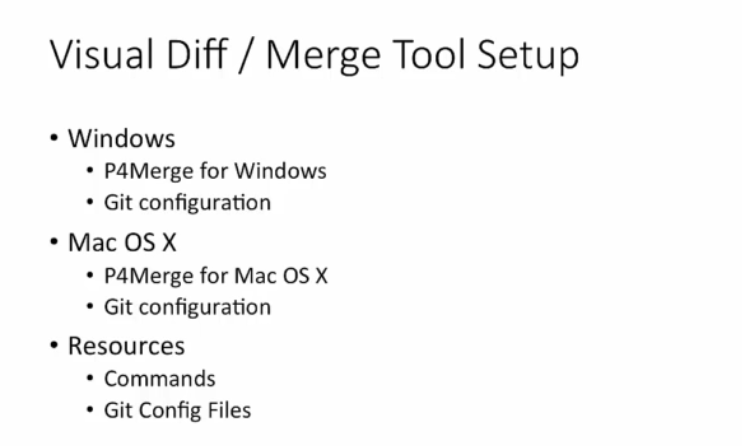 Visual Diff / Merge Tool Setup
• Windows
• P4Merge for Windows
• Git configuration
• Mac OS X
• P4Merge for Mac OS X
• Git configuration
• Resources
• Commands
• Git Config Files